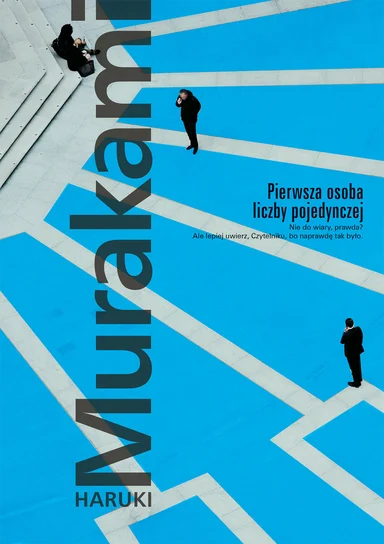 HARUKI
Murakami
Pierwsza osoba
liczby pojedynczej
Nie do wiary, prawda?
Ale lepiej uwierz, Czytelniku, bo naprawdę tak było.